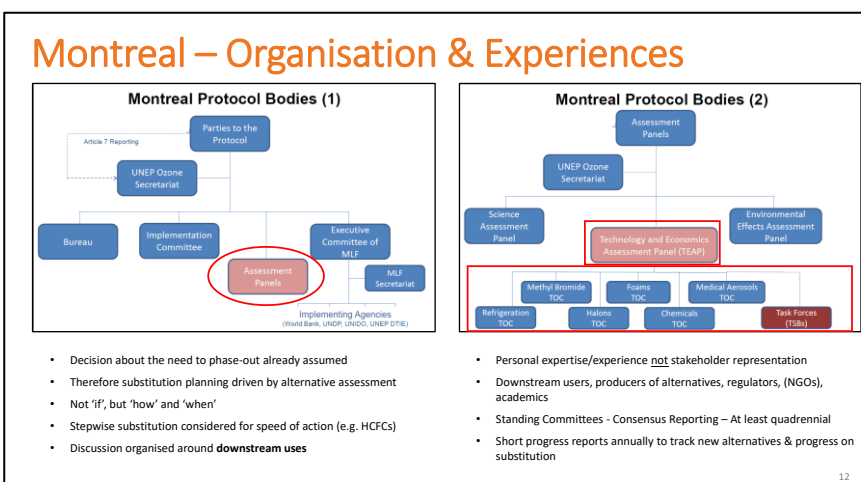 Montreal – Organisation & Experiences
Montreal Protocol Bodies (1)
Parties to the
Protocol
Article 7 Reporting
UNEP Ozone
Secretariat
Bureau
Implementation
Committee
Assessment
Panels
Executive
Committee of
MLF
MLF
Secretariat
Implementing Agencies
(World Bank, UNDP, UNIDO, UNEP DTIE)
Montreal Protocol Bodies (2)
Assessment
Panels
UNEP Ozone
Secretariat
Science
Assessment
Panel
Technology and Economics
Assessment Panel (TEAP)
Environmental
Effects Assessment
Panel
Methyl Bromide
TOC
Foams
TOC
Medical Aerosols
TOC
Refrigeration
TOC
Halons
TOC
Chemicals
TOC
Task Forces
(TSBs)
• Decision about the need to phase-out already assumed
• Therefore substitution planning driven by alternative assessment
• Not 'if', but 'how' and 'when'
• Stepwise substitution considered for speed of action (e.g. HCFCs)
• Discussion organised around downstream uses
• Personal expertise/experience not stakeholder representation
• Downstream users, producers of alternatives, regulators, (NGOs),
academics
• Standing Committees - Consensus Reporting – At least quadrennial
• Short progress reports annually to track new alternatives & progress on
substitution
12